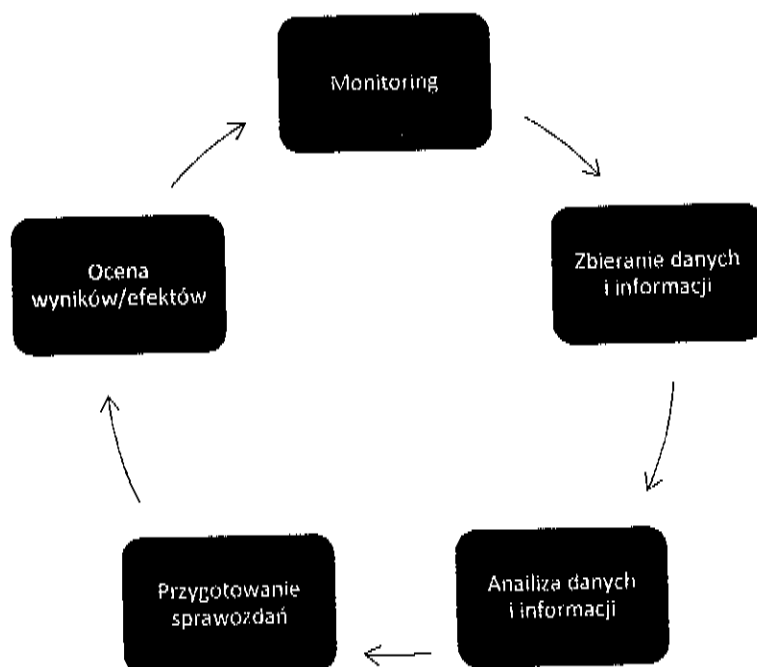 Monitoring
Zbieranie danych
i informacji
Anailiza danych
i informacji
Przygotowanie
sprawozdań
Ocena
wyników/efektów